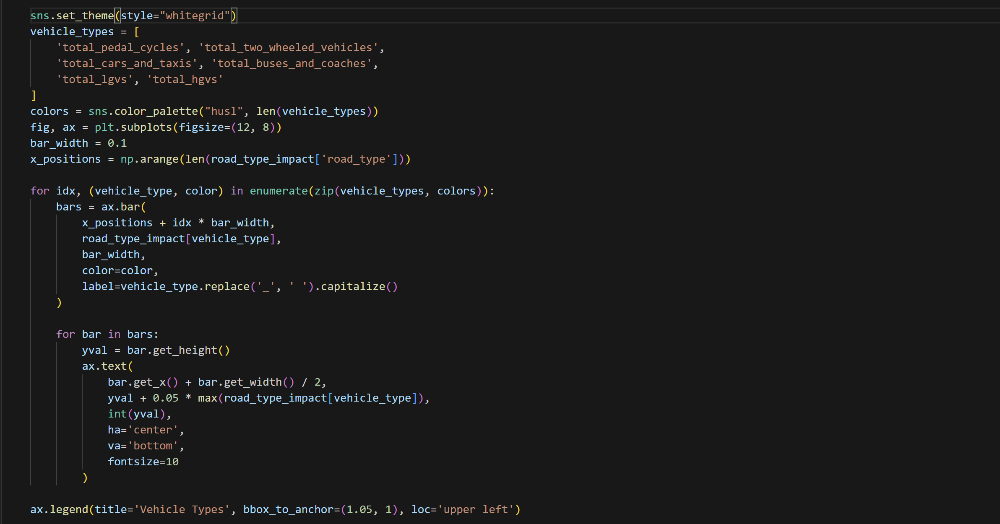 sns.set_theme(style="whitegrid")
vehicle_types = [
    'total_pedal_cycles', 'total_two_wheeled_vehicles',
    'total_cars_and_taxis', 'total_buses_and_coaches',
    'total_lgvs', 'total_hgvs'
]
colors = sns.color_palette("husl", len(vehicle_types))
fig, ax = plt.subplots(figsize=(12, 8))
bar_width = 0.1
x_positions = np.arange(len(road_type_impact['road_type']))

for idx, (vehicle_type, color) in enumerate(zip(vehicle_types, colors)):
    bars = ax.bar(
        x_positions + idx * bar_width,
        road_type_impact[vehicle_type],
        bar_width,
        color=color,
        label=vehicle_type.replace('_', ' ').capitalize()
    )

    for bar in bars:
        yval = bar.get_height()
        ax.text(
            bar.get_x() + bar.get_width() / 2,
            yval + 0.05 * max(road_type_impact[vehicle_type]),
            int(yval),
            ha='center',
            va='bottom',
            fontsize=10
        )

ax.legend(title='Vehicle Types', bbox_to_anchor=(1.05, 1), loc='upper left')